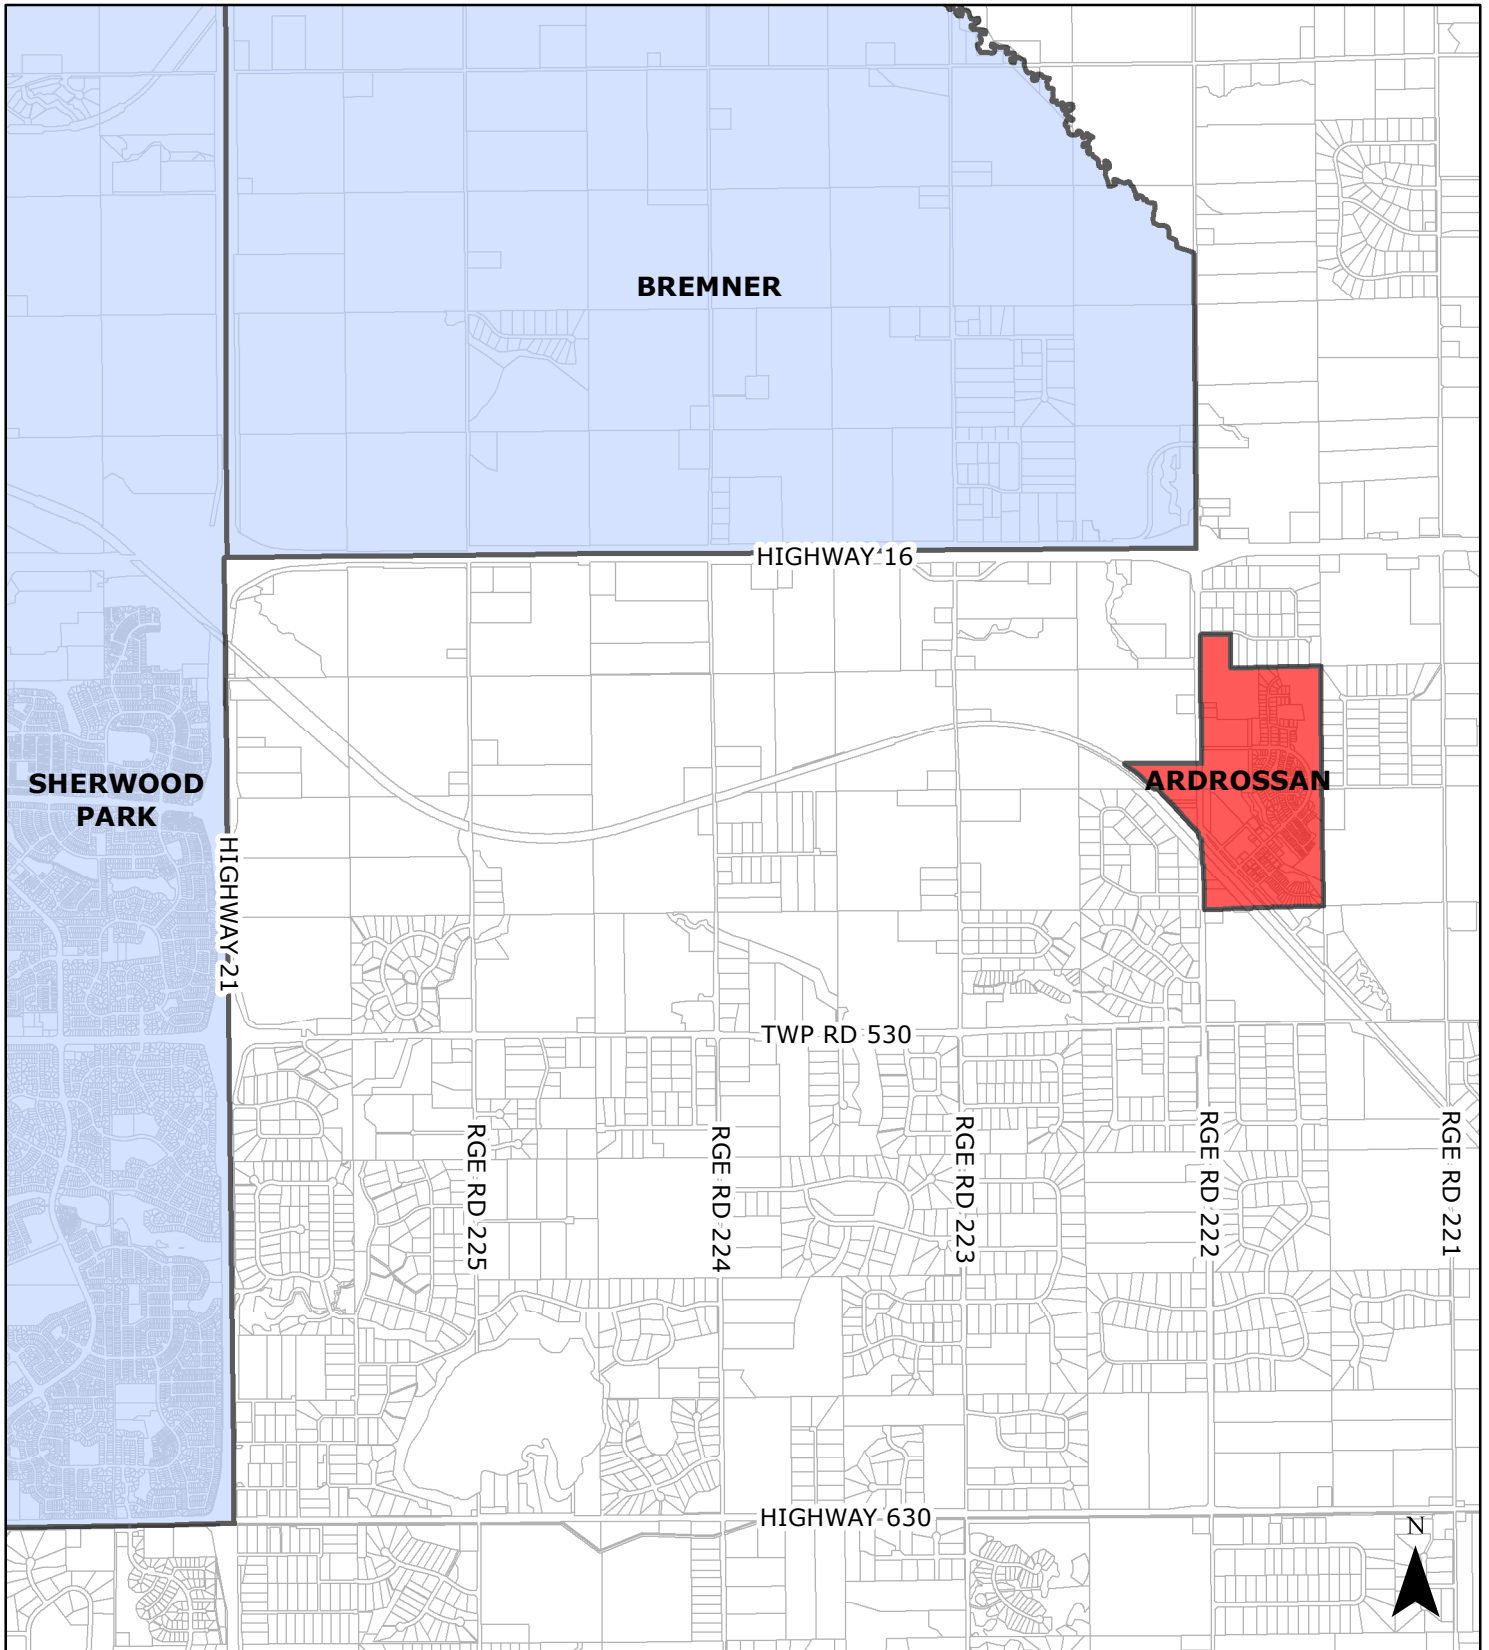 BREMNER
HIGHWAY 16
SHERWOOD
PARK
ARDROSSAN
HIGHWAY 21
TWP RD 530
RGE RD 225
RGE RD 224
RGE RD 223
RGE RD 222
RGE RD 221
HIGHWAY 630
N